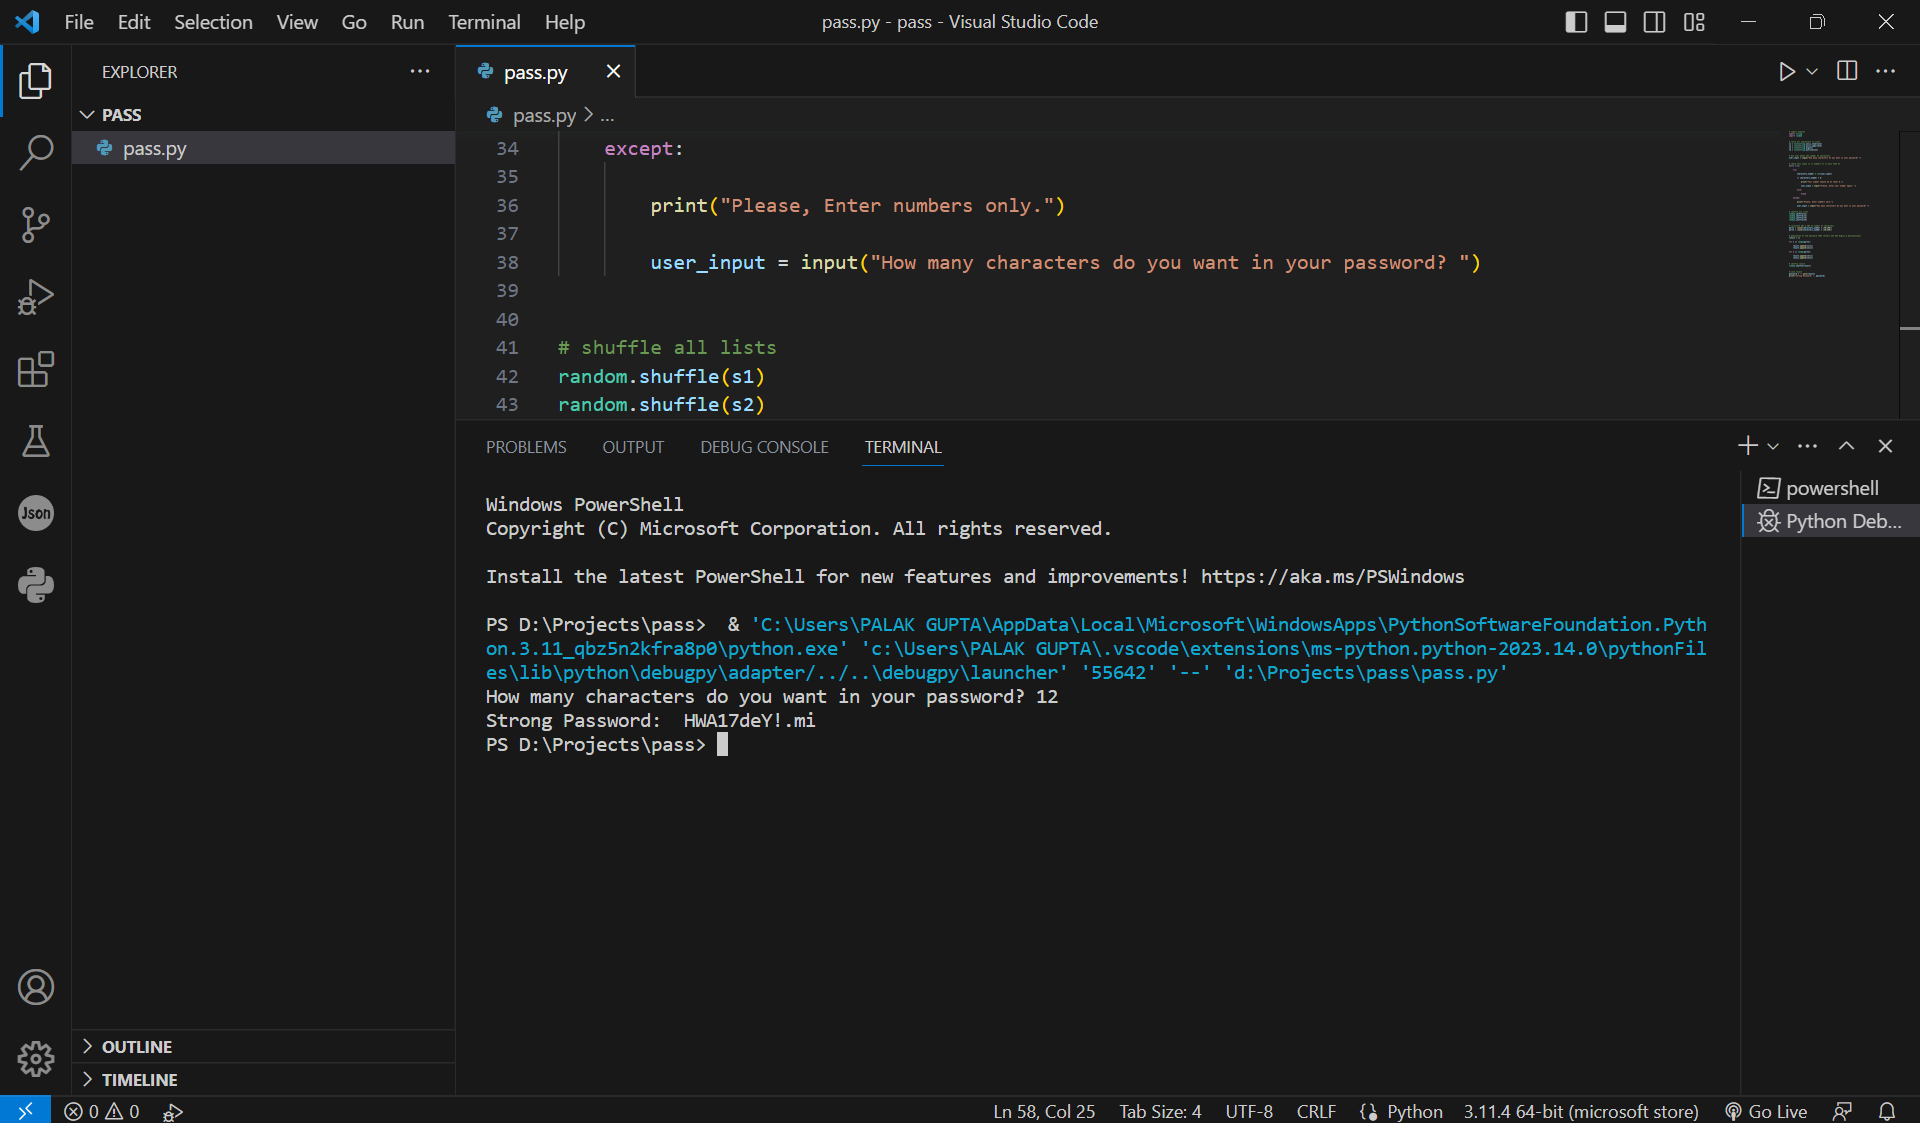 File Edit Selection View Go Run Terminal Help
pass.py - pass - Visual Studio Code
EXPLORER
PASS
pass.py
OUTLINE
TIMELINE
pass.py
pass.py > ...
34 except:
35
36 print("Please, Enter numbers only.")
37
38 user_input = input("How many characters do you want in your password? ")
39
40
41 # shuffle all lists
42 random.shuffle(s1)
43 random.shuffle(s2)
PROBLEMS OUTPUT DEBUG CONSOLE TERMINAL
Windows PowerShell
Copyright (C) Microsoft Corporation. All rights reserved.
Install the latest PowerShell for new features and improvements! https://aka.ms/PSWindows
PS D:\Projects\pass>  & 'C:\Users\PALAK GUPTA\AppData\Local\Microsoft\WindowsApps\PythonSoftwareFoundation.Pyth
on.3.11_qbz5n2kfra8p0\python.exe' 'c:\Users\PALAK GUPTA\.vscode\extensions\ms-python.python-2023.14.0\pythonFil
es\lib\python\debugpy\adapter/../..\debugpy\launcher' '55642' '--' 'd:\Projects\pass\pass.py'
How many characters do you want in your password? 12
Strong Password:  HWA17deY!.mi
PS D:\Projects\pass>
powershell
Python Deb...
Json
0 0
Ln 58, Col 25 Tab Size: 4 UTF-8 CRLF Python 3.11.4 64-bit (microsoft store) Go Live